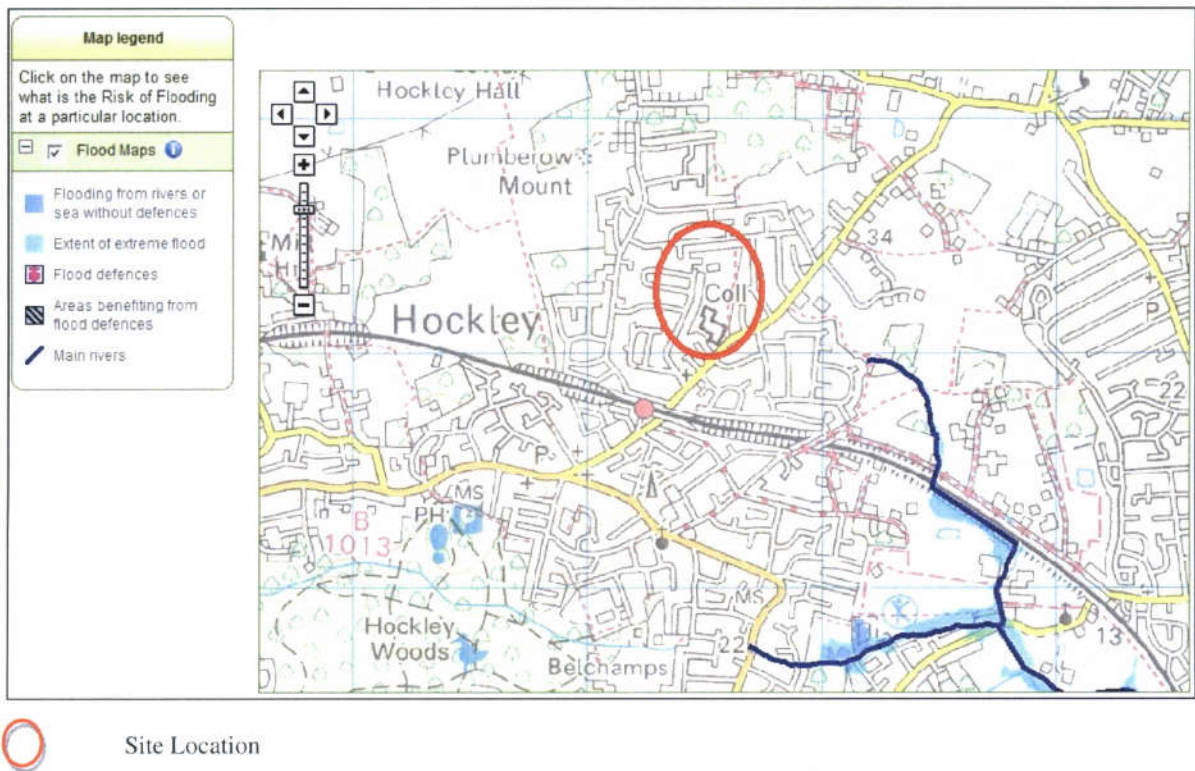 Map legend
Click on the map to see
what is the Risk of Flooding
at a particular location.
Flood Maps
Flooding from rivers or
sea without defences
Extent of extreme flood
Flood defences
Areas benefiting from
flood defences
Main rivers
Hockley Hall
Plumberow
Mount
34
Coll
Hockley
22
P
MS
PH
B
1013
MS
Hockley
Woods
Belchamps
22
13
P
Site Location